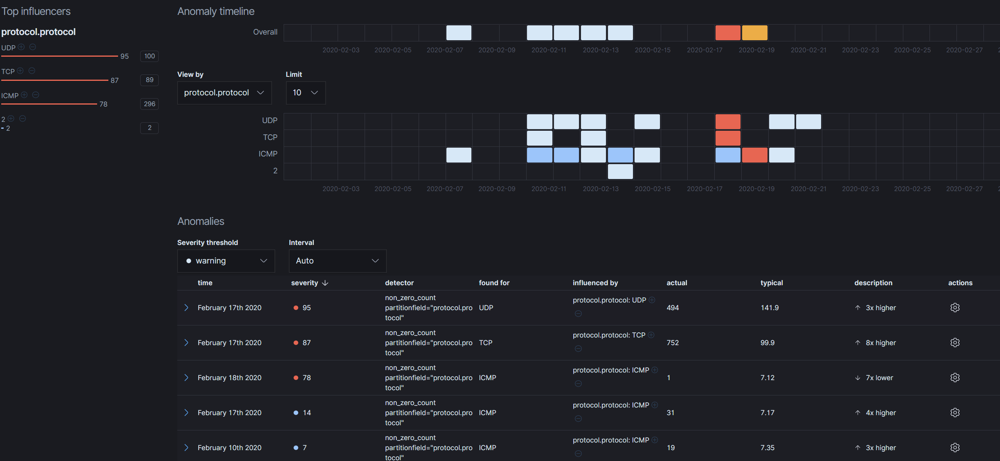 Top influencers
protocol.protocol
UDP
95 100
TCP
87 89
ICMP
78 296
2
2 2
Anomaly timeline
Overall
2020-02-03 2020-02-05 2020-02-07 2020-02-09 2020-02-11 2020-02-13 2020-02-15 2020-02-17 2020-02-19 2020-02-21 2020-02-23 2020-02-25 2020-02-27
View by Limit
protocol.protocol 10
UDP
TCP
ICMP
2
2020-02-03 2020-02-05 2020-02-07 2020-02-09 2020-02-11 2020-02-13 2020-02-15 2020-02-17 2020-02-19 2020-02-21 2020-02-23 2020-02-25 2020-02-27
Anomalies
Severity threshold Interval
warning Auto
time severity detector found for influenced by actual typical description actions
non_zero_count
protocol.protocol: UDP
February 17th 2020 95 partitionfield="protocol.pro UDP 494 141.9 3x higher
tocol"
non_zero_count
protocol.protocol: TCP
February 17th 2020 87 partitionfield="protocol.pro TCP 752 99.9 8x higher
tocol"
non_zero_count
protocol.protocol: ICMP
February 18th 2020 78 partitionfield="protocol.pro ICMP 1 7.12 7x lower
tocol"
non_zero_count
protocol.protocol: ICMP
February 17th 2020 14 partitionfield="protocol.pro ICMP 31 7.17 4x higher
tocol"
non_zero_count
protocol.protocol: ICMP
February 10th 2020 7 partitionfield="protocol.pro ICMP 19 7.35 3x higher
tocol"